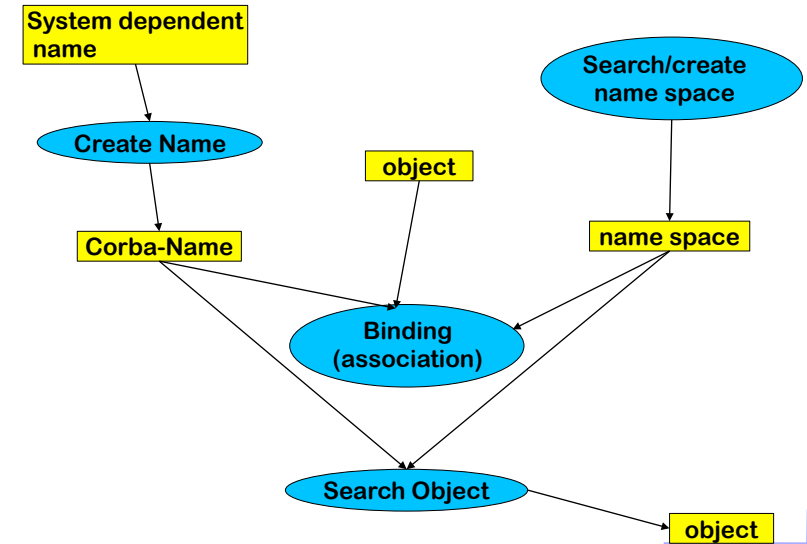 System dependent
name
Search/create
name space
Create Name
object
Corba-Name
name space
Binding
(association)
Search Object
object